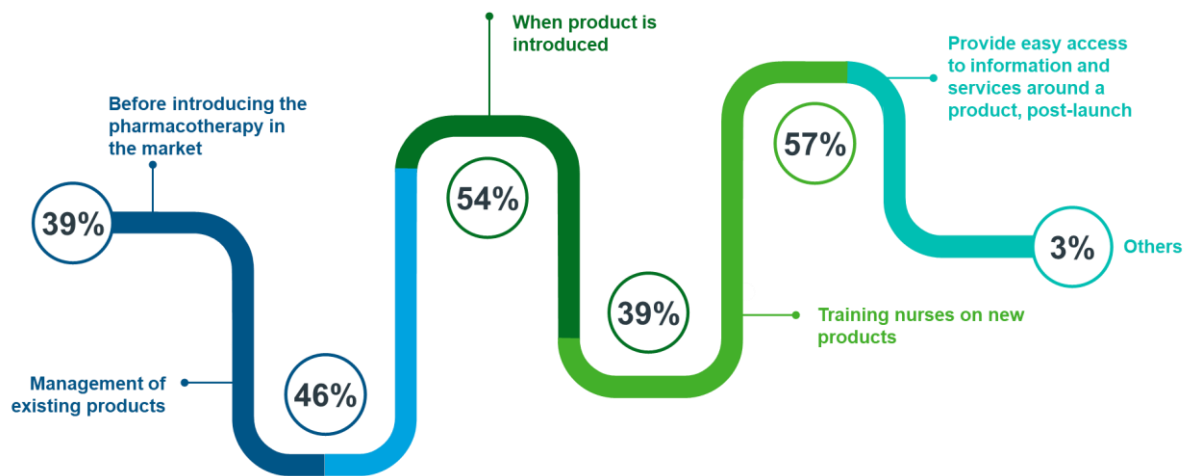 Before introducing the
pharmacotherapy in
the market
39%
Management of
existing products
46%
When product is
introduced
54%
39%
Training nurses on new
products
57%
Provide easy access
to information and
services around a
product, post-launch
3%
Others